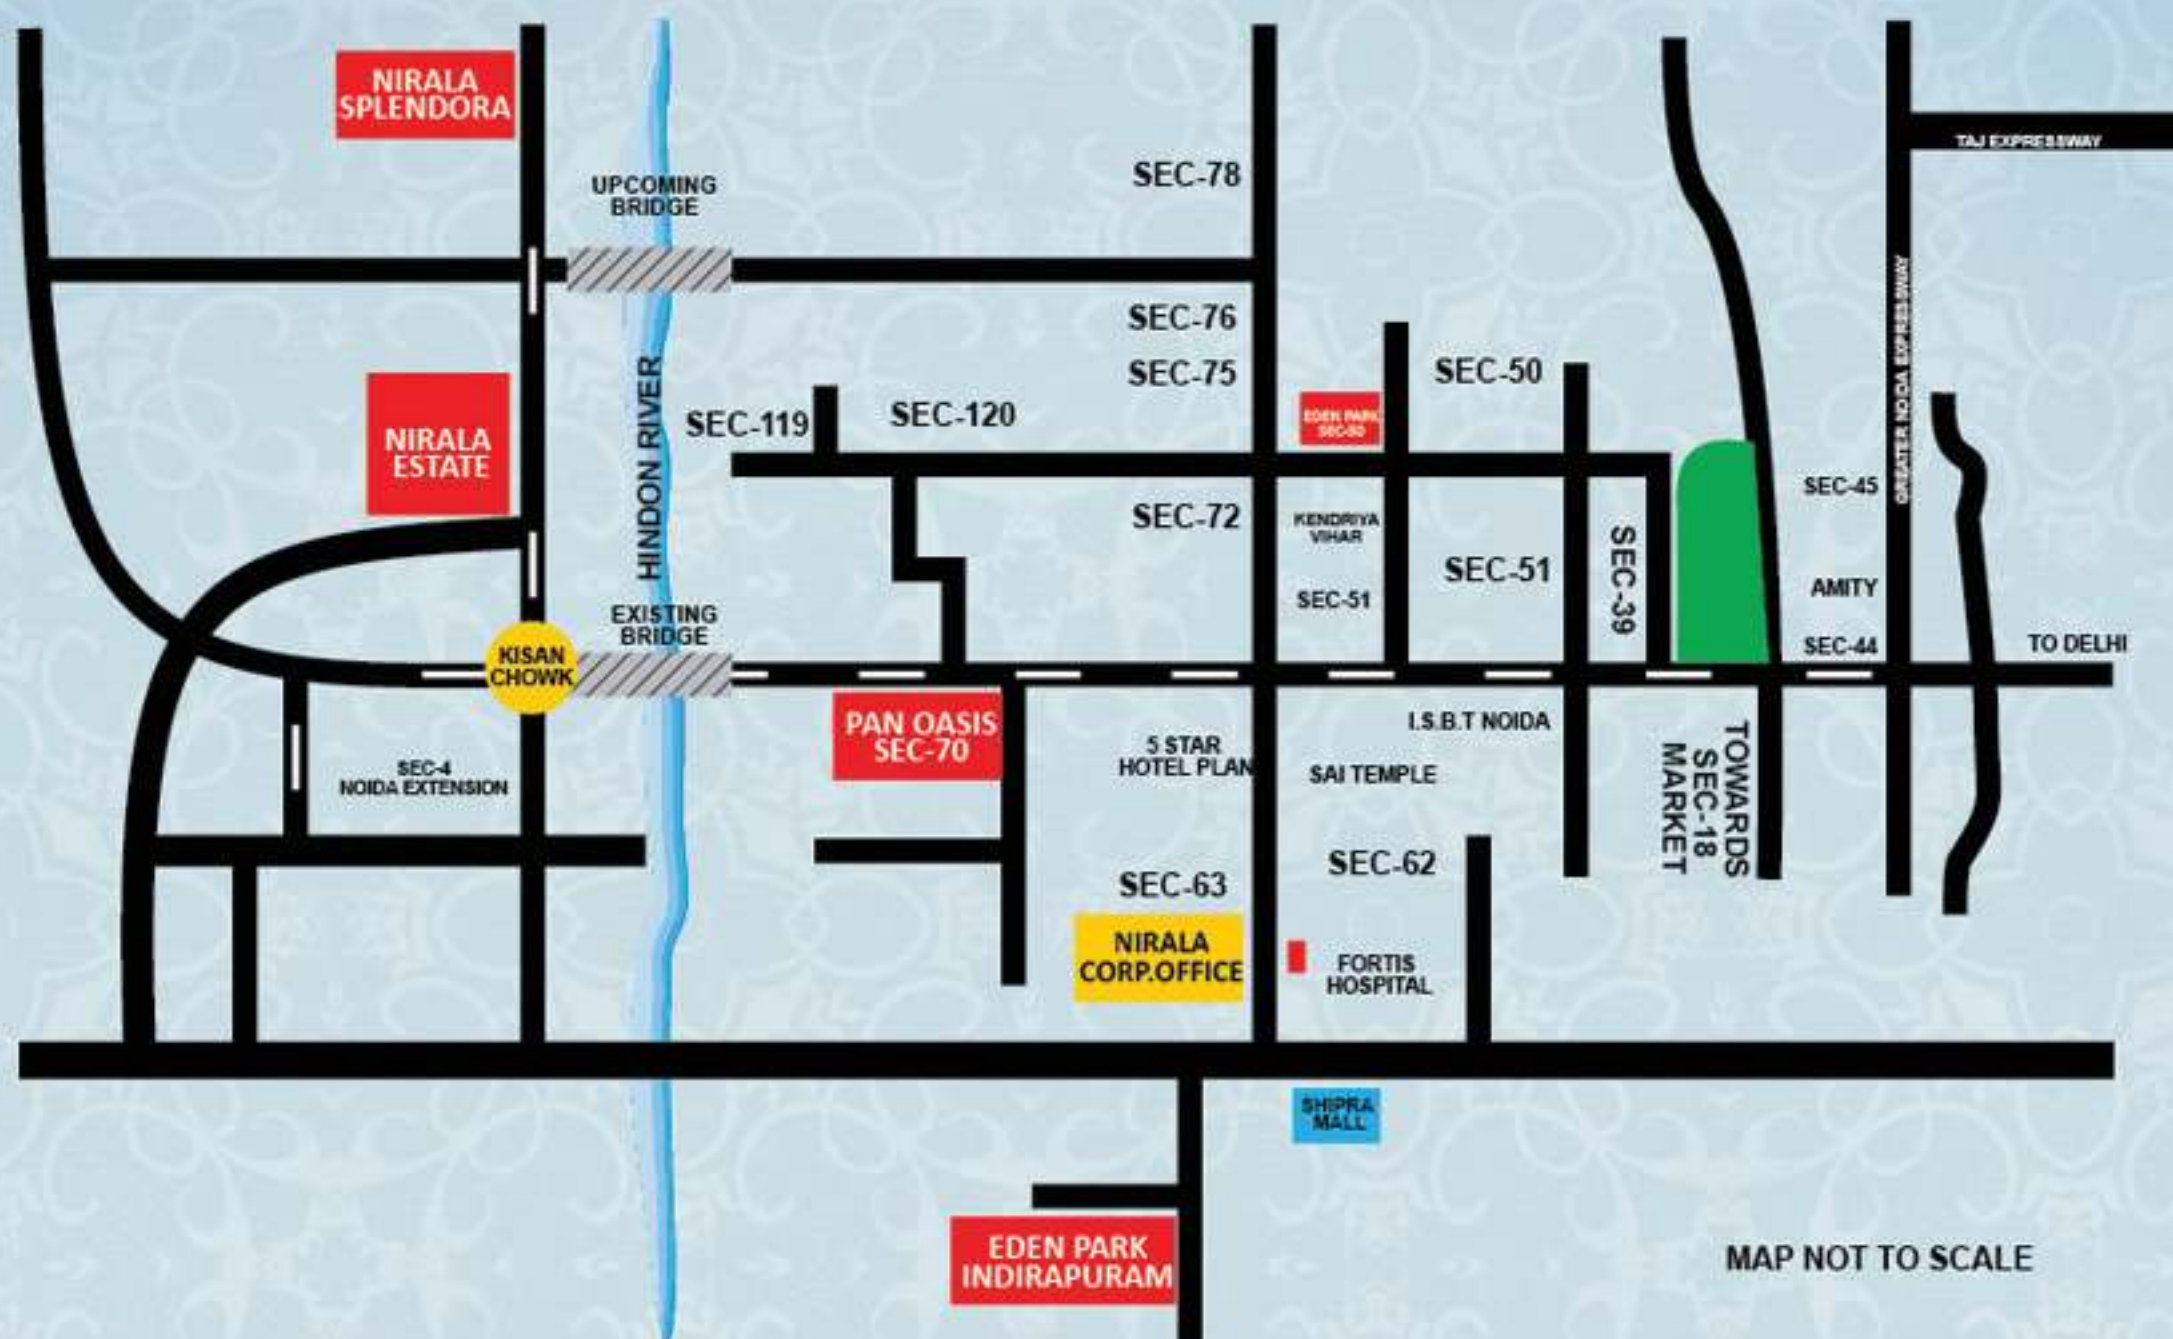 NIRALA
SPLENDORA
UPCOMING
BRIDGE
SEC-78
TAJ EXPRESSWAY
SEC-76
SEC-75
SEC-50
GREATER NOIDA EXPRESSWAY
NIRALA
ESTATE
HINDON RIVER
SEC-119
SEC-120
EDEN PARK
SEC-50
SEC-45
SEC-72
KENDRIYA
VIHAR
SEC-51
SEC-51
SEC-39
AMITY
SEC-44
TO DELHI
EXISTING
BRIDGE
KISAN
CHOWK
PAN OASIS
SEC-70
5 STAR
HOTEL PLAN
I.S.B.T NOIDA
SAI TEMPLE
TOWARDS
SEC-18
MARKET
SEC-4
NOIDA EXTENSION
SEC-63
SEC-62
NIRALA
CORP.OFFICE
FORTIS
HOSPITAL
SHIPRA
MALL
EDEN PARK
INDIRAPURAM
MAP NOT TO SCALE